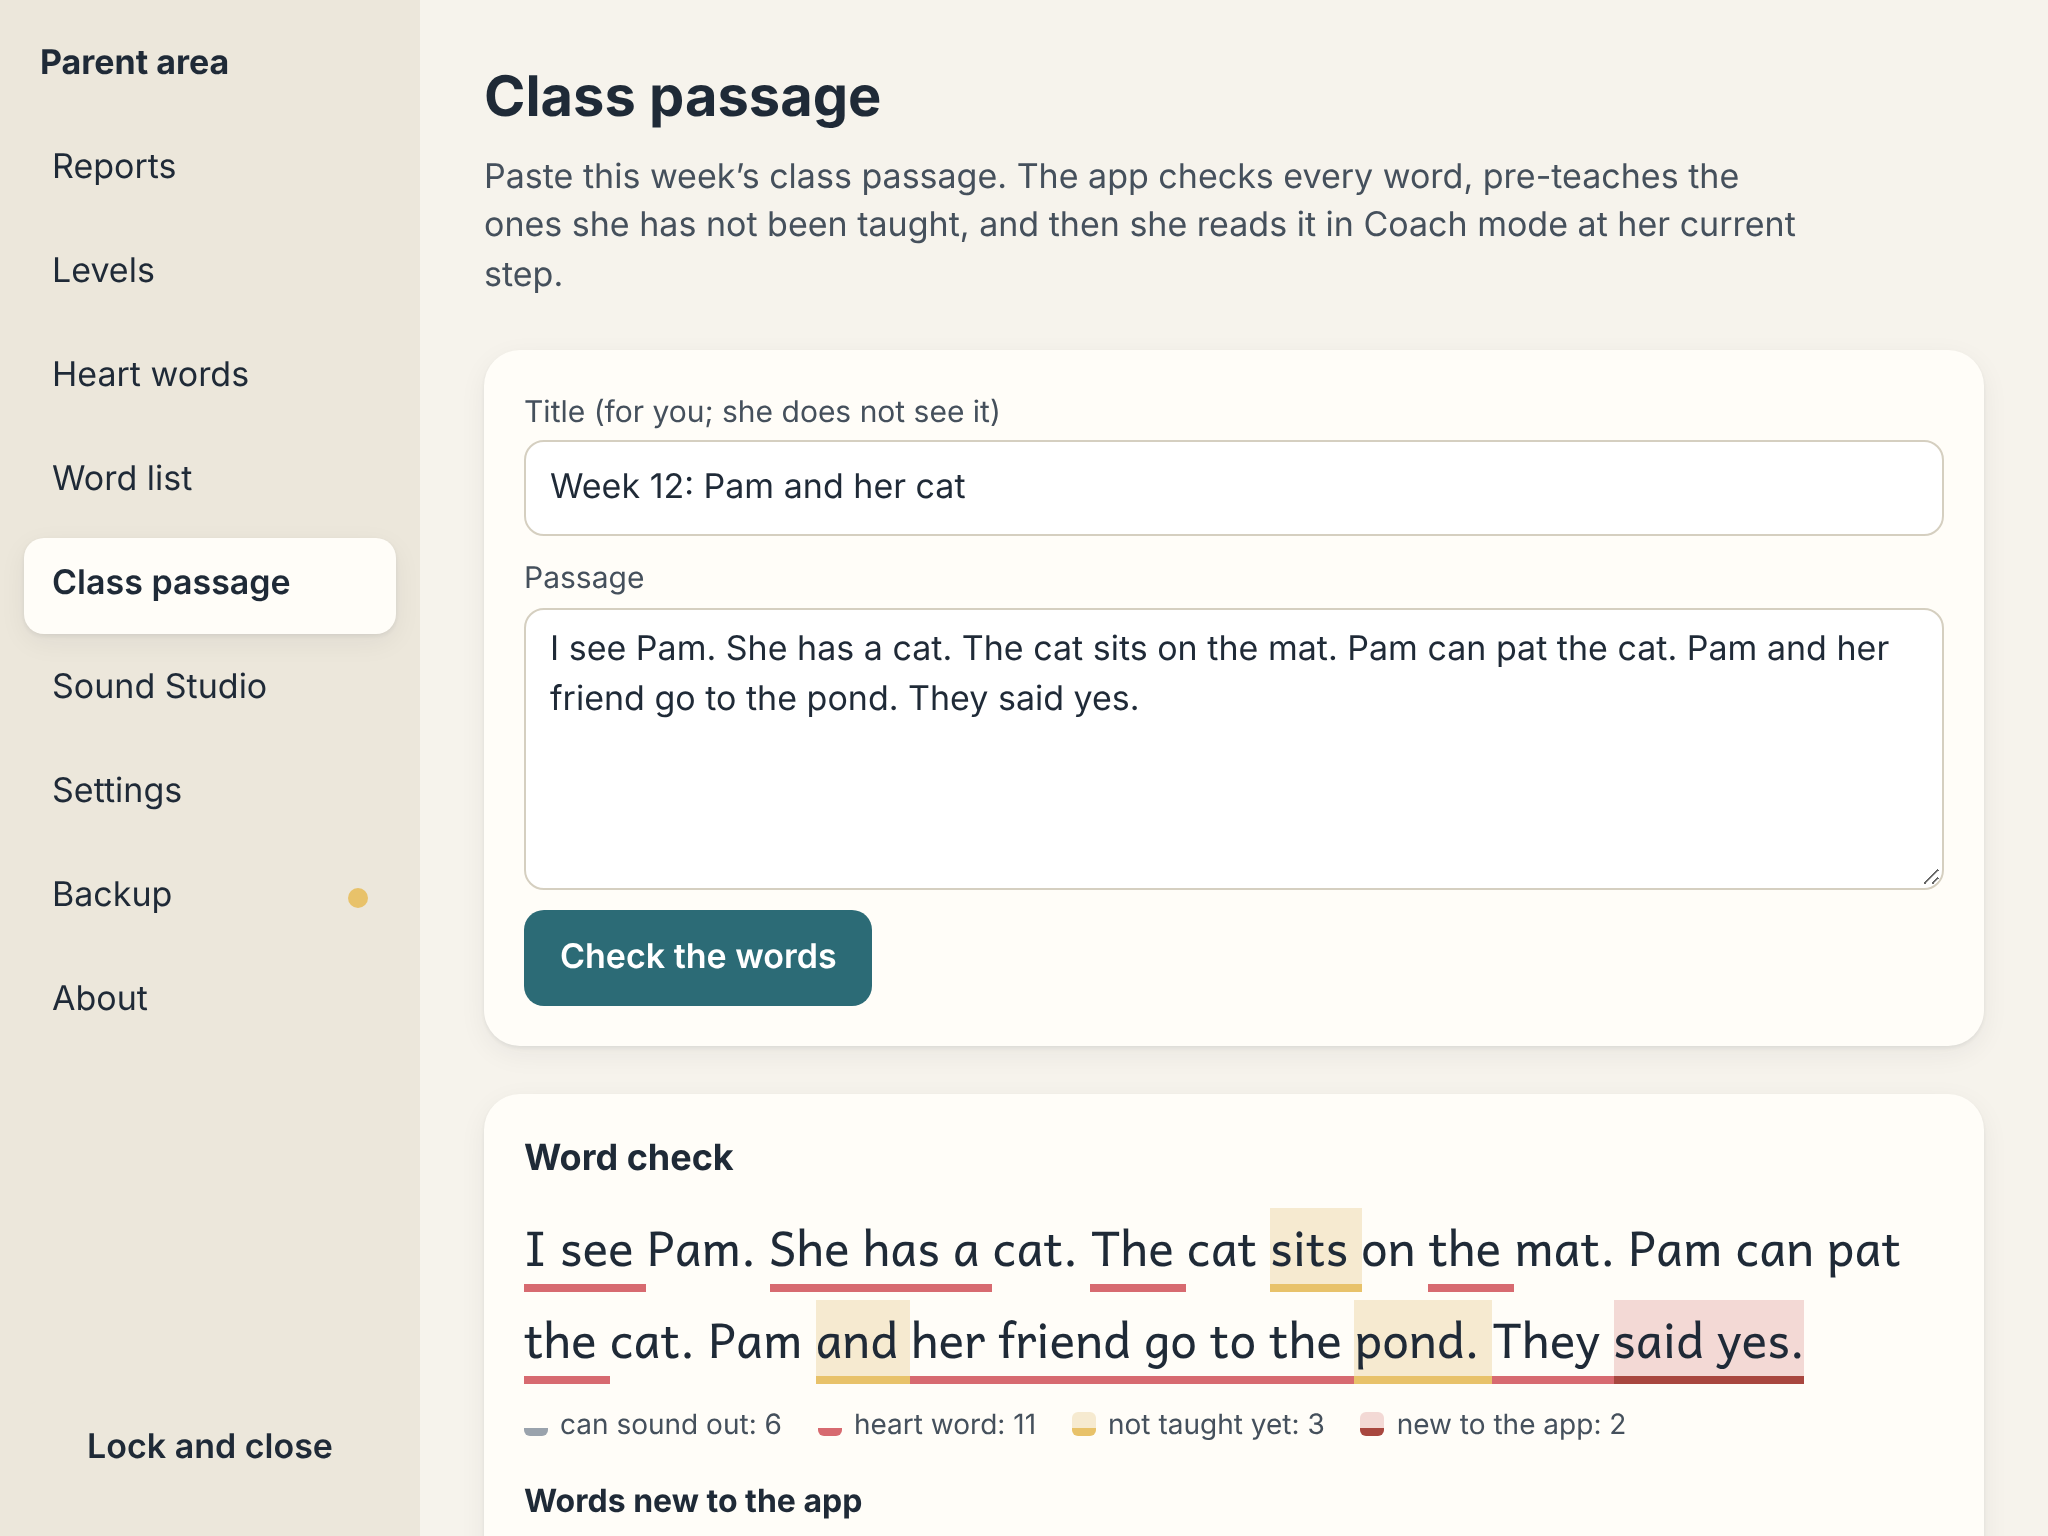 Parent area
Reports
Levels
Heart words
Word list
Class passage
Sound Studio
Settings
Backup
About
Lock and close
Class passage
Paste this week’s class passage. The app checks every word, pre-teaches the
ones she has not been taught, and then she reads it in Coach mode at her current
step.
Title (for you; she does not see it)
Week 12: Pam and her cat
Passage
I see Pam. She has a cat. The cat sits on the mat. Pam can pat the cat. Pam and her
friend go to the pond. They said yes.
Check the words
Word check
I see Pam. She has a cat. The cat sits on the mat. Pam can pat
the cat. Pam and her friend go to the pond. They said yes.
can sound out: 6 heart word: 11 not taught yet: 3 new to the app: 2
Words new to the app